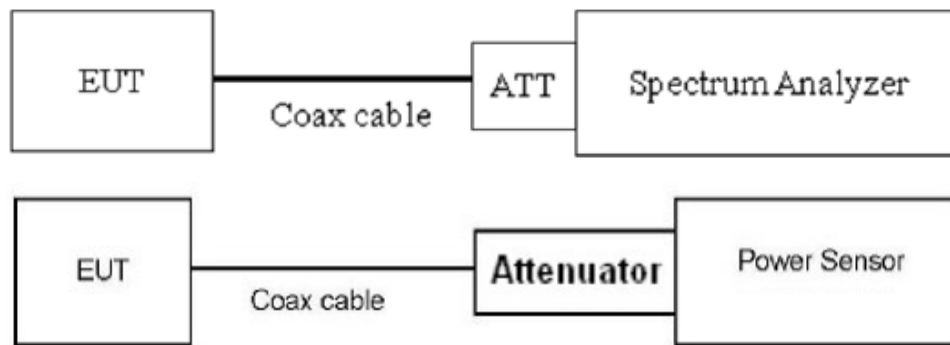 EUT
Coax cable
ATT
Spectrum Analyzer
EUT
Coax cable
Attenuator
Power Sensor